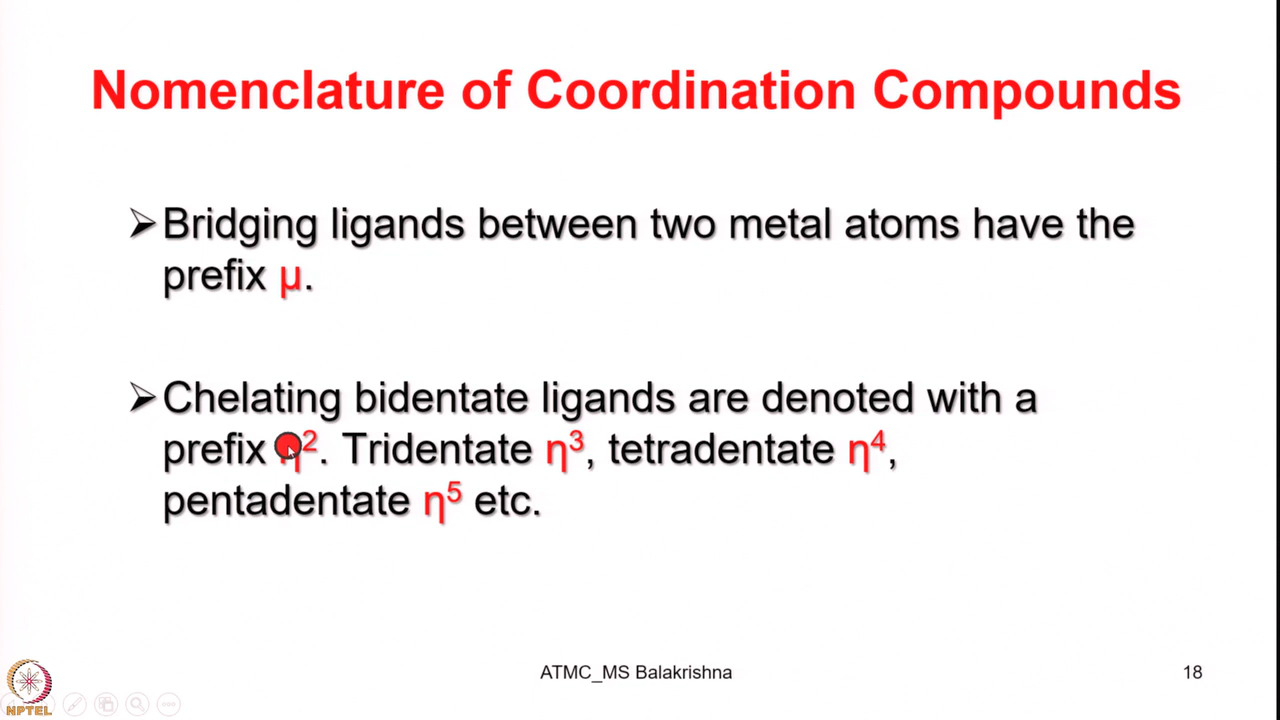 Nomenclature of Coordination Compounds
➢Bridging ligands between two metal atoms have the
prefix μ.
➢Chelating bidentate ligands are denoted with a
prefix η². Tridentate η³, tetradentate η⁴,
pentadentate η⁵ etc.
ATMC_MS Balakrishna
18
NPTEL